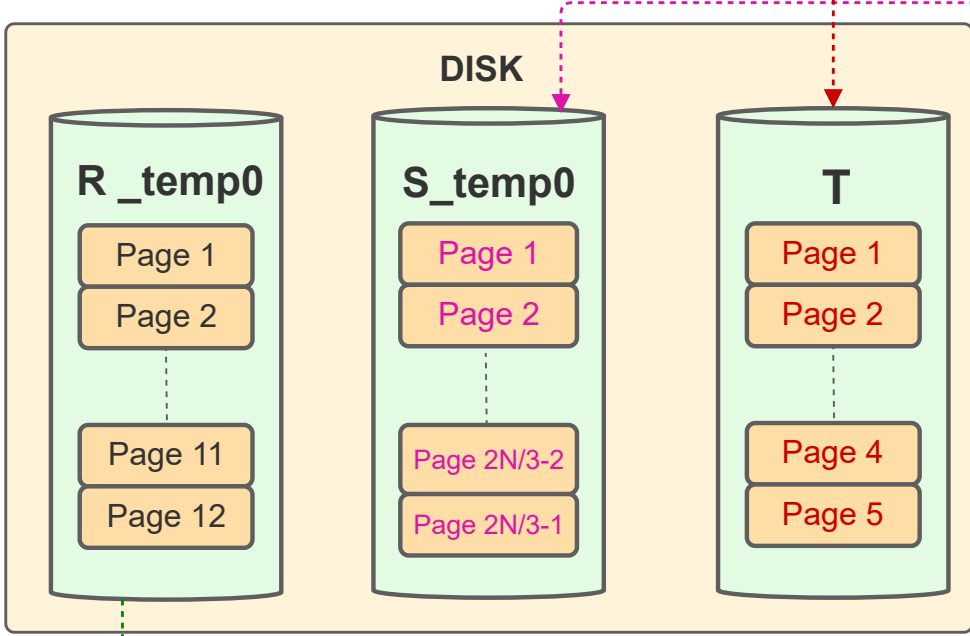 DISK
R _temp0
Page 1
Page 2
Page 11
Page 12
S_temp0
Page 1
Page 2
Page 2N/3-2
Page 2N/3-1
T
Page 1
Page 2
Page 4
Page 5